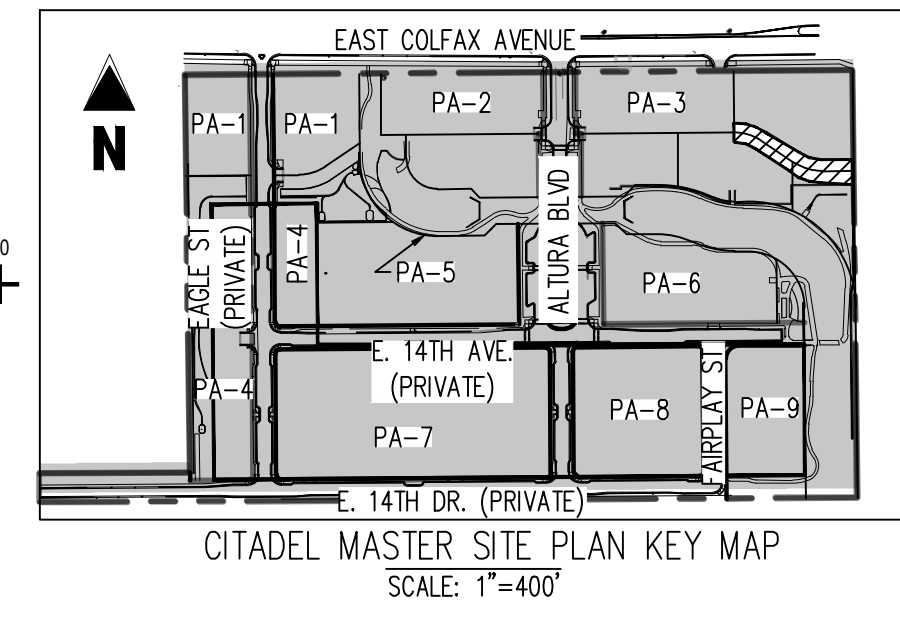 EAST COLFAX AVENUE
N
PA-1
PA-1
PA-2
PA-3
0
EAGLE ST
(PRIVATE)
PA-4
PA-5
ALTURA BLVD
PA-6
E. 14TH AVE.
(PRIVATE)
PA-4
PA-7
PA-8
FAIRPLAY ST
PA-9
E. 14TH DR. (PRIVATE)
CITADEL MASTER SITE PLAN KEY MAP
SCALE: 1"=400'